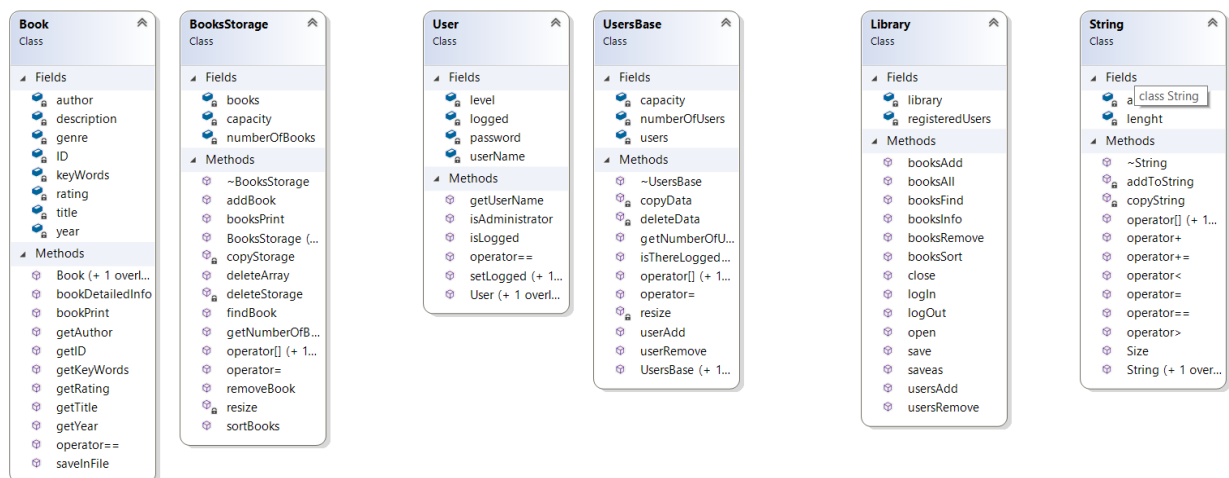 Book
Class
Fields
author
description
genre
ID
keyWords
rating
title
year
Methods
Book (+ 1 overl...
bookDetailedInfo
bookPrint
getAuthor
getID
getKeyWords
getRating
getTitle
getYear
operator==
saveInFile
BooksStorage
Class
Fields
books
capacity
numberOfBooks
Methods
~BooksStorage
addBook
booksPrint
BooksStorage (...
copyStorage
deleteArray
deleteStorage
findBook
getNumberOfB...
operator[] (+ 1...
operator=
removeBook
resize
sortBooks
User
Class
Fields
level
logged
password
userName
Methods
getUserName
isAdministrator
isLogged
operator==
setLogged (+ 1...
User (+ 1 overl...
UsersBase
Class
Fields
capacity
numberOfUsers
users
Methods
~UsersBase
copyData
deleteData
getNumberOfU...
isThereLogged...
operator[] (+ 1...
operator=
resize
userAdd
userRemove
UsersBase (+ 1...
Library
Class
Fields
library
registeredUsers
Methods
booksAdd
booksAll
booksFind
booksInfo
booksRemove
booksSort
close
logIn
logOut
open
save
saveas
usersAdd
usersRemove
String
Class
Fields
class String
lenght
Methods
~String
addToString
copyString
operator[] (+ 1...
operator+
operator+=
operator<
operator=
operator==
operator>
Size
String (+ 1 over...